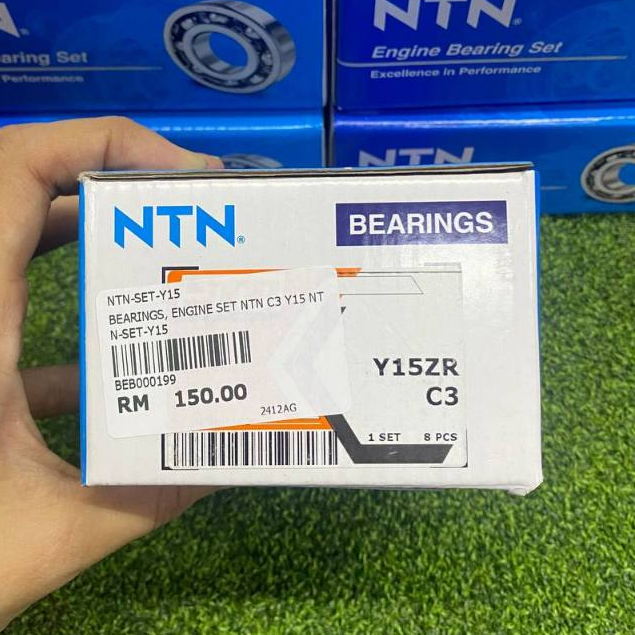 NTN®
Engine Bearing Set
Excellence in Performance
aring Set
Performance
NTN
NTN®
BEARINGS
NTN-SET-Y15
BEARINGS, ENGINE SET NTN C3 Y15 NT
N-SET-Y15
BEB000199
RM 150.00
2412AG
Y15ZR
C3
1 SET 8 PCS